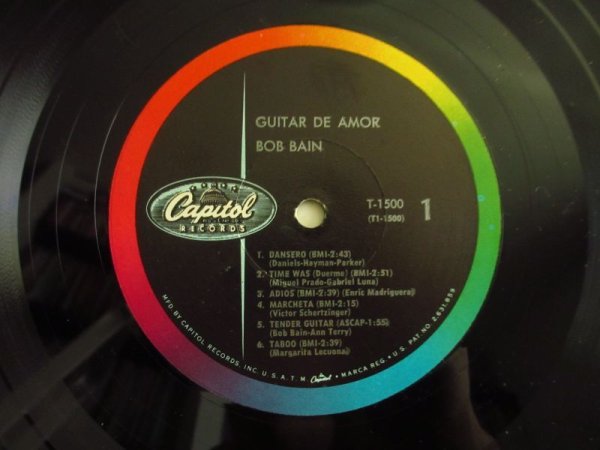 GUITAR DE AMOR
BOB BAIN
Capitol
RECORDS
T-1500
(T1-1500)
1
1. DANSERO (BMI-2:43)
(Daniels-Hayman-Parker)
2. TIME WAS (Duerme) (BMI-2:51)
(Miguel Prado-Gabriel Luna)
3. ADIOS (BMI-2:39) (Enric Madriguera)
4. MARCHETA (BMI-2:15)
(Victor Schertzinger)
5. TENDER GUITAR (ASCAP-1:55)
(Bob Bain-Ann Terry)
6. TABOO (BMI-2:39)
(Margarita Lecuona)
MFD. BY CAPITOL RECORDS, INC. U.S.A. T.M. Capitol MARCA REG. • U.S. PAT. NO. 2,631,859